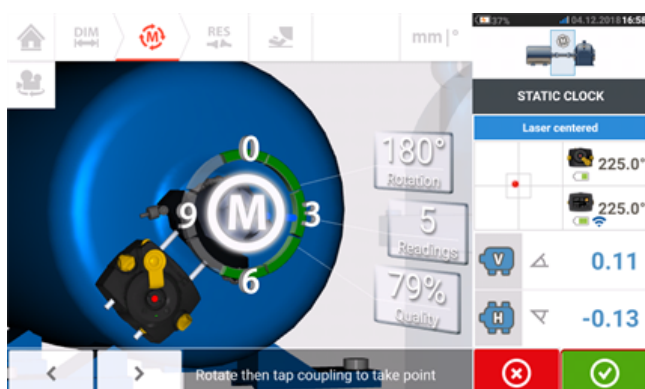 DIM
M
RES
mm|°
37%
04.12.2018 16:58
M
STATIC CLOCK
Laser centered
225.0°
225.0°
V
0.11
H
-0.13
0
9
M
3
6
180°
Rotation
5
Readings
79%
Quality
Rotate then tap coupling to take point